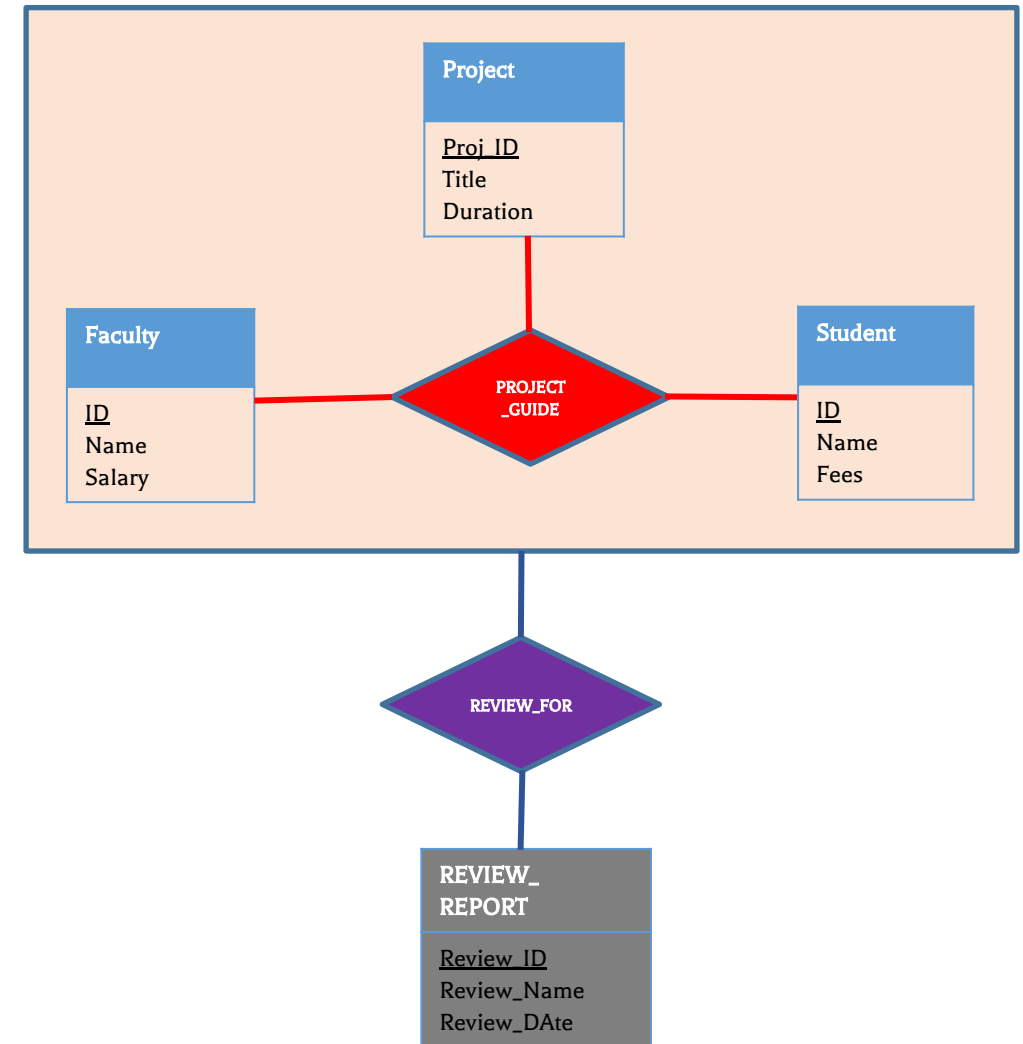 Project
Proj_ID
Title
Duration
Faculty
ID
Name
Salary
PROJECT
_GUIDE
Student
ID
Name
Fees
REVIEW_FOR
REVIEW_
REPORT
Review_ID
Review_Name
Review_DAte